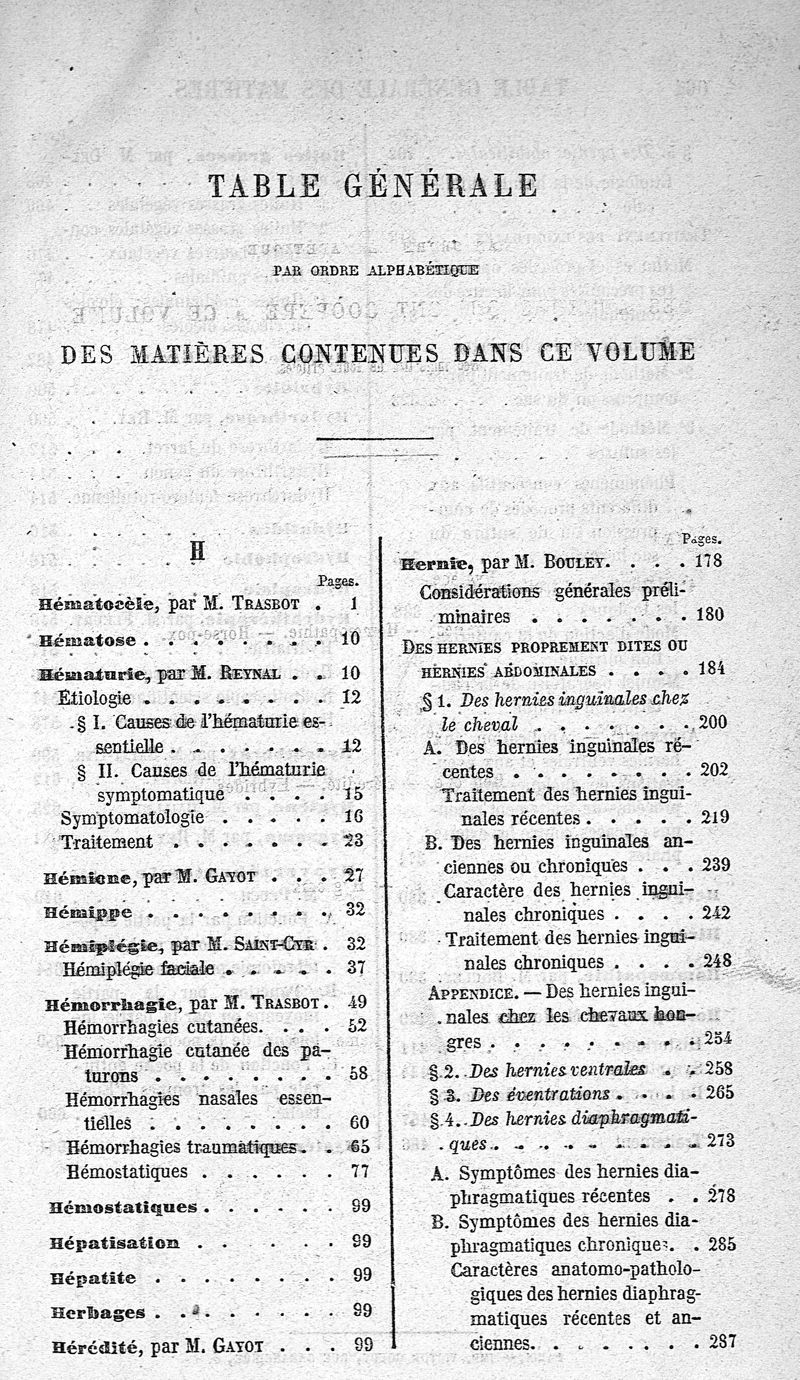 TABLE GÉNÉRALE
PAR ORDRE ALPHABÉTIQUE
DES MATIÈRES CONTENUES DANS CE VOLUME
H
Pages.
Hématocèle, par M. TRASBOT . 1
Hématose . . . . . . . . 10
Hématurie, par M. REYNAL . . 10
Étiologie . . . . . . . . 12
§ I. Causes de l'hématurie es-
sentielle . . . . . . . 12
§ II. Causes de l'hématurie
symptomatique . . . . 15
Symptomatologie . . . . . 16
Traitement . . . . . . . 23
Hémione, par M. GAYOT . . . 27
Hémippe . . . . . . . . 32
Hémiplégie, par M. SAINT-CYR . 32
Hémiplégie faciale . . . . . 37
Hémorrhagie, par M. TRASBOT. 49
Hémorrhagies cutanées. . . . 52
Hémorrhagie cutanée des pa-
turons . . . . . . . . 58
Hémorrhagies nasales essen-
tielles . . . . . . . . 60
Hémorrhagies traumatiques. . 65
Hémostatiques . . . . . . 77
Hémostatiques . . . . . . 99
Hépatisation . . . . . . 99
Hépatite . . . . . . . . 99
Herbages . . . . . . . . 99
Hérédité, par M. GAYOT . . . 99
Pages.
Hernie, par M. BOULEY. . . . 178
Considérations générales préli-
minaires . . . . . . . 180
DES HERNIES PROPREMENT DITES OU
HERNIES ABDOMINALES . . . . 184
§ 1. Des hernies inguinales chez
le cheval . . . . . . . 200
A. Des hernies inguinales ré-
centes . . . . . . . . 202
Traitement des hernies ingui-
nales récentes . . . . . 219
B. Des hernies inguinales an-
ciennes ou chroniques . . . 239
Caractère des hernies ingui-
nales chroniques . . . . 242
Traitement des hernies ingui-
nales chroniques . . . . 248
APPENDICE. — Des hernies ingui-
nales chez les chevaux hon-
gres . . . . . . . . . 254
§ 2. Des hernies ventrales . . 258
§ 3. Des éventrations . . . . 265
§ 4. Des hernies diaphragmati-
ques . . . . . . . . . 273
A. Symptômes des hernies dia-
phragmatiques récentes . . 278
B. Symptômes des hernies dia-
phragmatiques chroniques. . 285
Caractères anatomo-patholo-
giques des hernies diaphrag-
matiques récentes et an-
ciennes. . . . . . . . 287